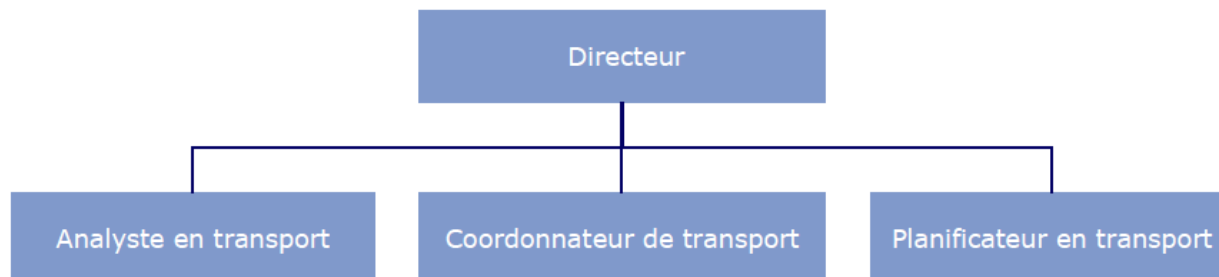 Directeur
Analyste en transport
Coordonnateur de transport
Planificateur en transport